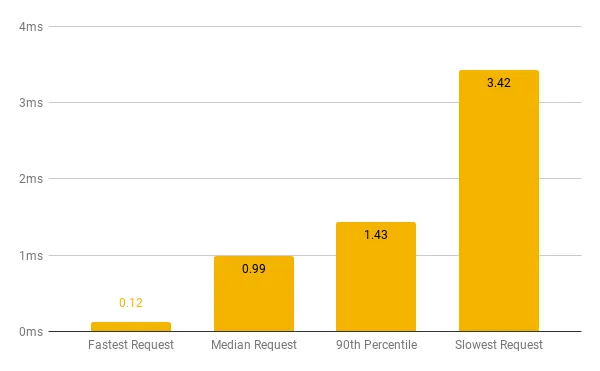 4ms
3ms
2ms
1ms
0ms
0.12
0.99
1.43
3.42
Fastest Request
Median Request
90th Percentile
Slowest Request